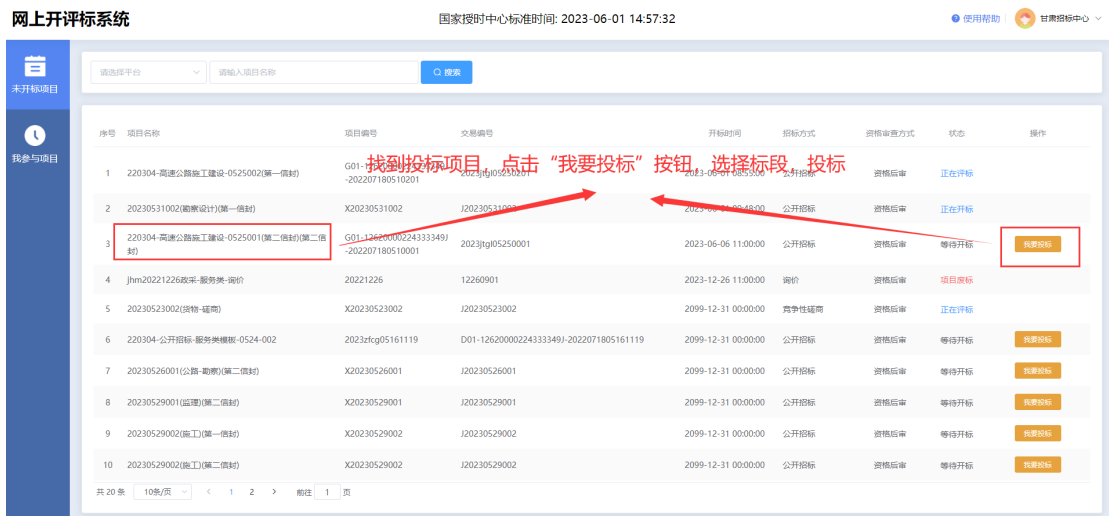 网上开评标系统
国家授时中心标准时间: 2023-06-01 14:57:32
使用帮助
甘肃招标中心
未开标项目
我参与项目
请选择平台
请输入项目名称
搜索
序号 项目名称 项目编号 交易编号 开标时间 招标方式 资格审查方式 状态 操作
找到投标项目，点击“我要投标”按钮，选择标段，投标
1 220304-高速公路施工建设-0525002(第一信封) -202207180510201 2023jtgl05250201 2023-06-01 08:55:00 公开招标 资格后审 正在评标
2 20230531002(勘察设计)(第一信封) X20230531002 J20230531002 公开招标 资格后审 正在开标
3 220304-高速公路施工建设-0525001(第二信封)(第二信
封)
G01-12620000224333349J
-202207180510001
2023jtgl05250001 2023-06-06 11:00:00 公开招标 资格后审 等待开标 我要投标
4 jhm20221226政采-服务类-询价 20221226 12260901 2023-12-26 11:00:00 询价 资格后审 项目废标
5 20230523002(货物-磋商) X20230523002 J20230523002 2099-12-31 00:00:00 竞争性磋商 资格后审 正在评标
6 220304-公开招标-服务类模板-0524-002 2023zfcg05161119 D01-12620000224333349J-2022071805161119 2099-12-31 00:00:00 公开招标 资格后审 等待开标 我要投标
7 20230526001(公路-勘察)(第二信封) X20230526001 J20230526001 2099-12-31 00:00:00 公开招标 资格后审 等待开标 我要投标
8 20230529001(监理)(第二信封) X20230529001 J20230529001 2099-12-31 00:00:00 公开招标 资格后审 等待开标 我要投标
9 20230529002(施工)(第一信封) X20230529002 J20230529002 2099-12-31 00:00:00 公开招标 资格后审 等待开标 我要投标
10 20230529002(施工)(第二信封) X20230529002 J20230529002 2099-12-31 00:00:00 公开招标 资格后审 等待开标 我要投标
共 20 条 10条/页 < 1 2 > 前往 1 页